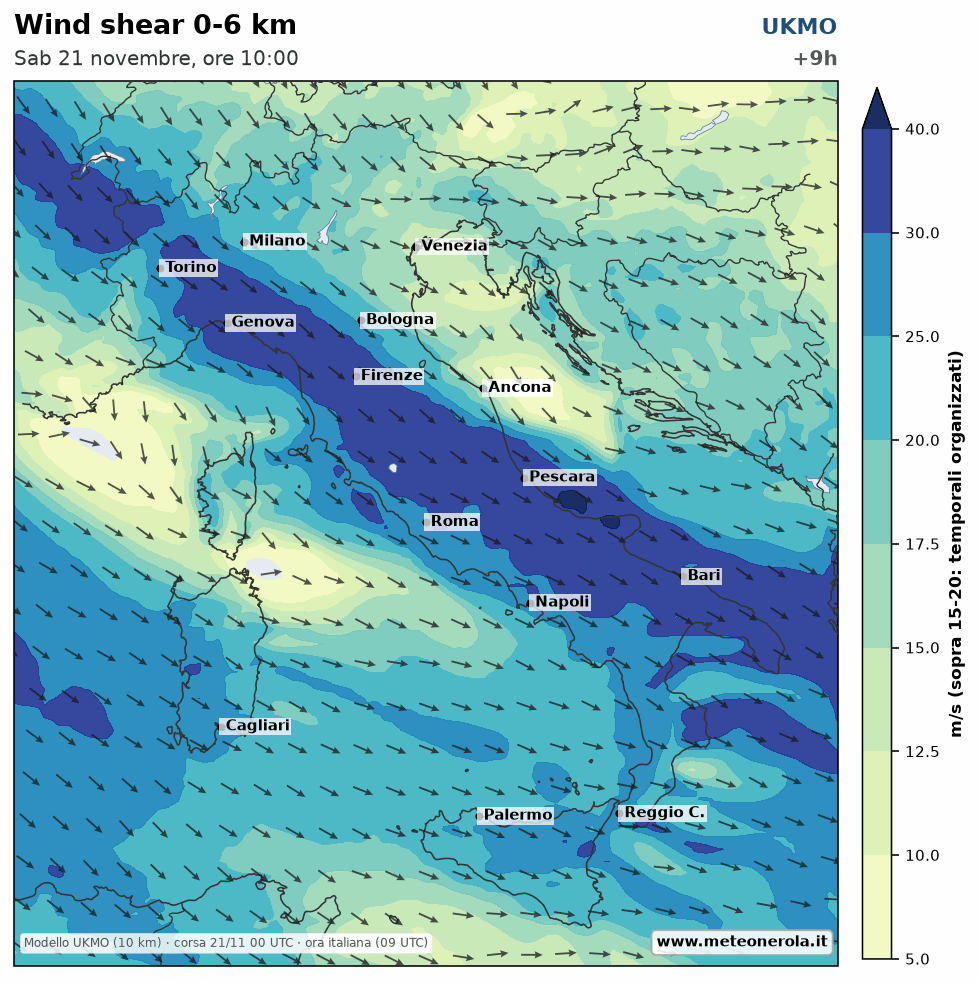 Wind shear 0-6 km
UKMO
Sab 21 novembre, ore 10:00
+9h
Milano
Venezia
Torino
Genova
Bologna
Firenze
Ancona
Pescara
Roma
Bari
Napoli
Cagliari
Palermo
Reggio C.
40.0
30.0
25.0
20.0
17.5
15.0
12.5
10.0
5.0
m/s (sopra 15-20: temporali organizzati)
Modello UKMO (10 km) · corsa 21/11 00 UTC · ora italiana (09 UTC)
www.meteonerola.it